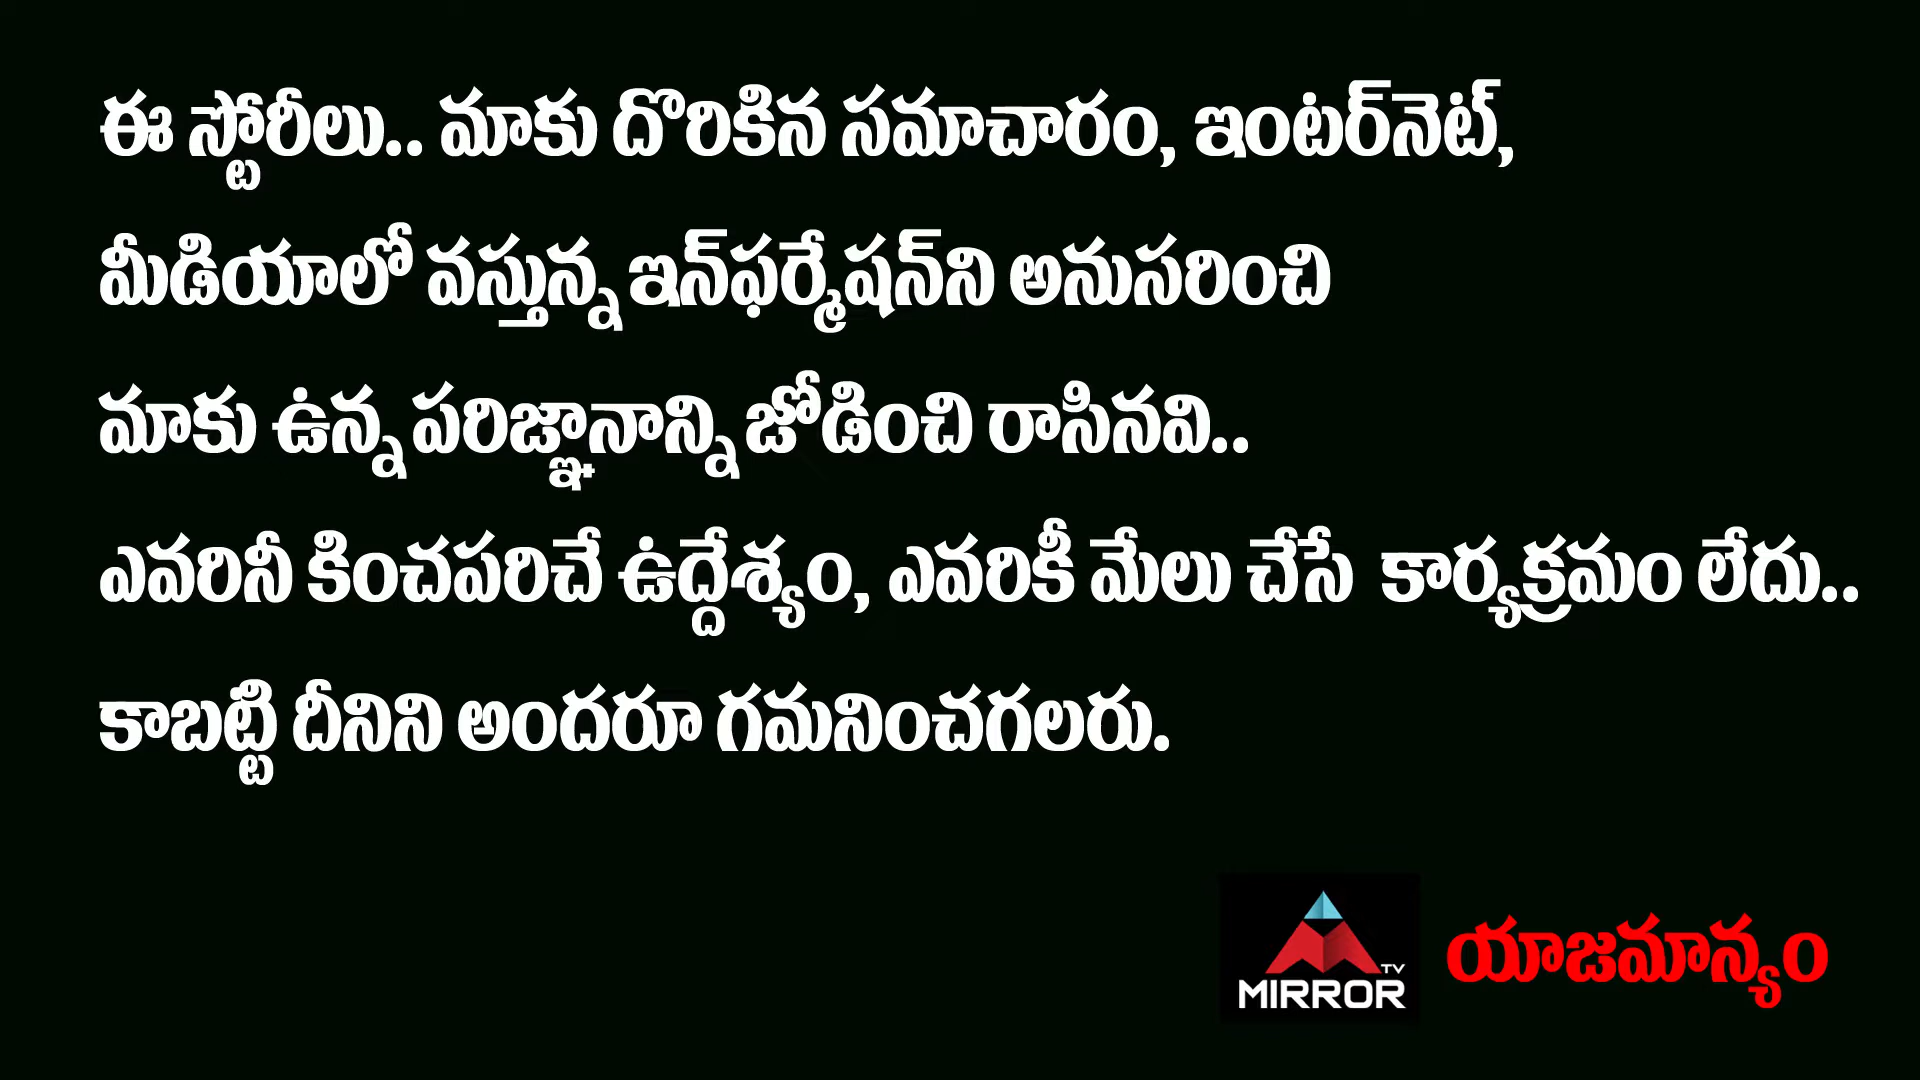 ఈ స్టోరీలు.. మాకు దొరికిన సమాచారం, ఇంటర్‌నెట్,
మీడియాలో వస్తున్న ఇన్‌ఫర్మేషన్‌ని అనుసరించి
మాకు ఉన్న పరిజ్ఞానాన్ని జోడించి రాసినవి..
ఎవరినీ కించపరిచే ఉద్దేశ్యం, ఎవరికీ మేలు చేసే కార్యక్రమం లేదు..
కాబట్టి దీనిని అందరూ గమనించగలరు.
TV
MIRROR
యాజమాన్యం